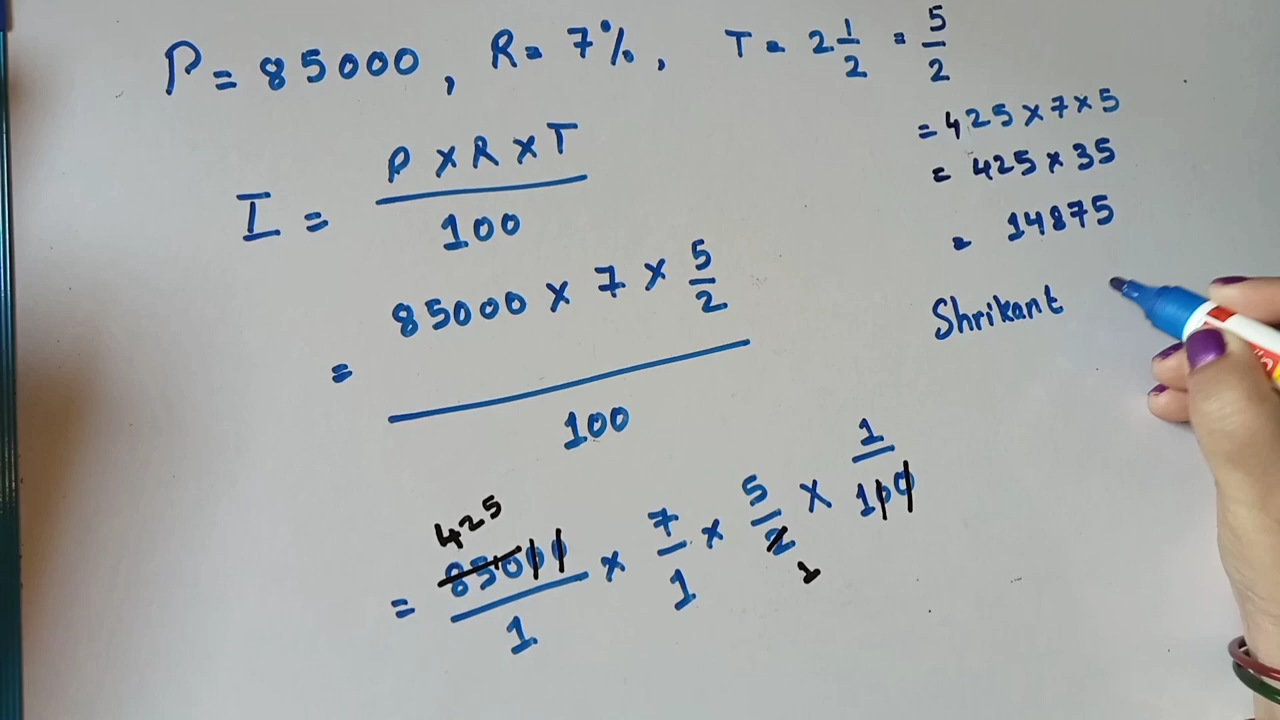 P = 85000, R = 7%, T = 2 1/2 = 5/2
I = P × R × T / 100
= 85000 × 7 × 5/2 / 100
= 85000/1 × 7/1 × 5/2 × 1/100
425
1
= 425 × 7 × 5
= 425 × 35
= 14875
Shrikant